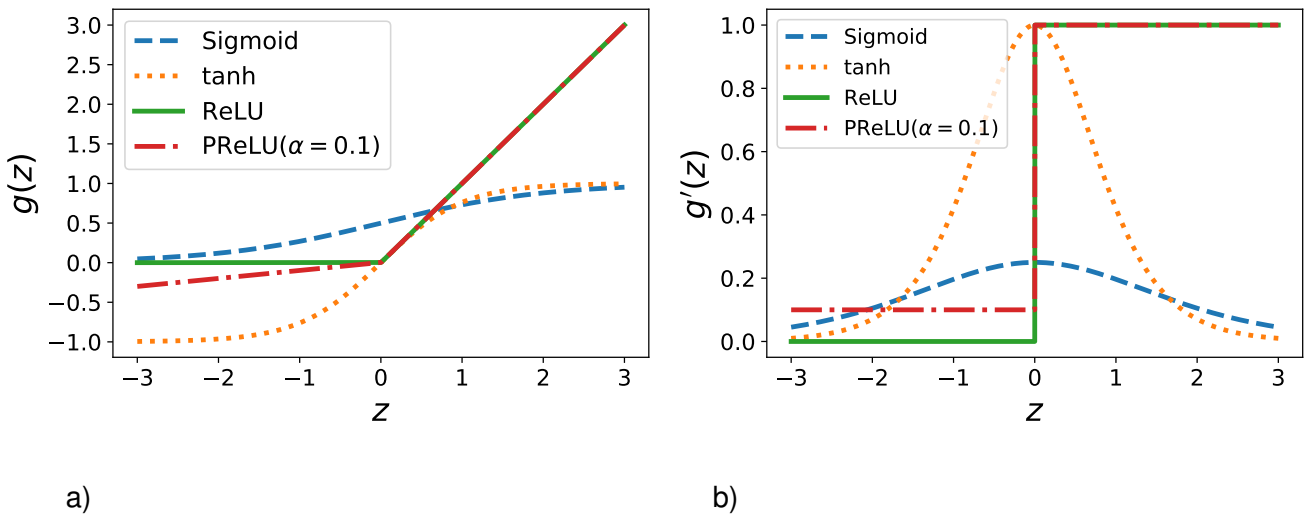 3.0
2.5
2.0
1.5
1.0
0.5
0.0
−0.5
−1.0
g(z)
Sigmoid
tanh
ReLU
PReLU(α = 0.1)
−3 −2 −1 0 1 2 3
z
a)
1.0
0.8
0.6
0.4
0.2
0.0
g′(z)
Sigmoid
tanh
ReLU
PReLU(α = 0.1)
−3 −2 −1 0 1 2 3
z
b)